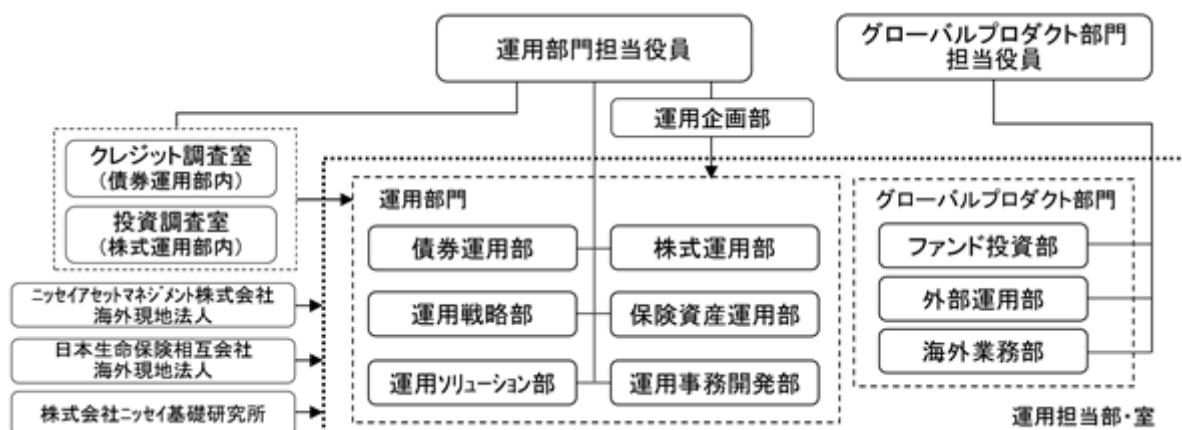 運用部門担当役員
グローバルプロダクト部門
担当役員
運用企画部
クレジット調査室
(債券運用部内)
投資調査室
(株式運用部内)
ニッセイアセットマネジメント株式会社
海外現地法人
日本生命保険相互会社
海外現地法人
株式会社ニッセイ基礎研究所
運用部門
債券運用部
株式運用部
運用戦略部
保険資産運用部
運用ソリューション部
運用事務開発部
グローバルプロダクト部門
ファンド投資部
外部運用部
海外業務部
運用担当部・室